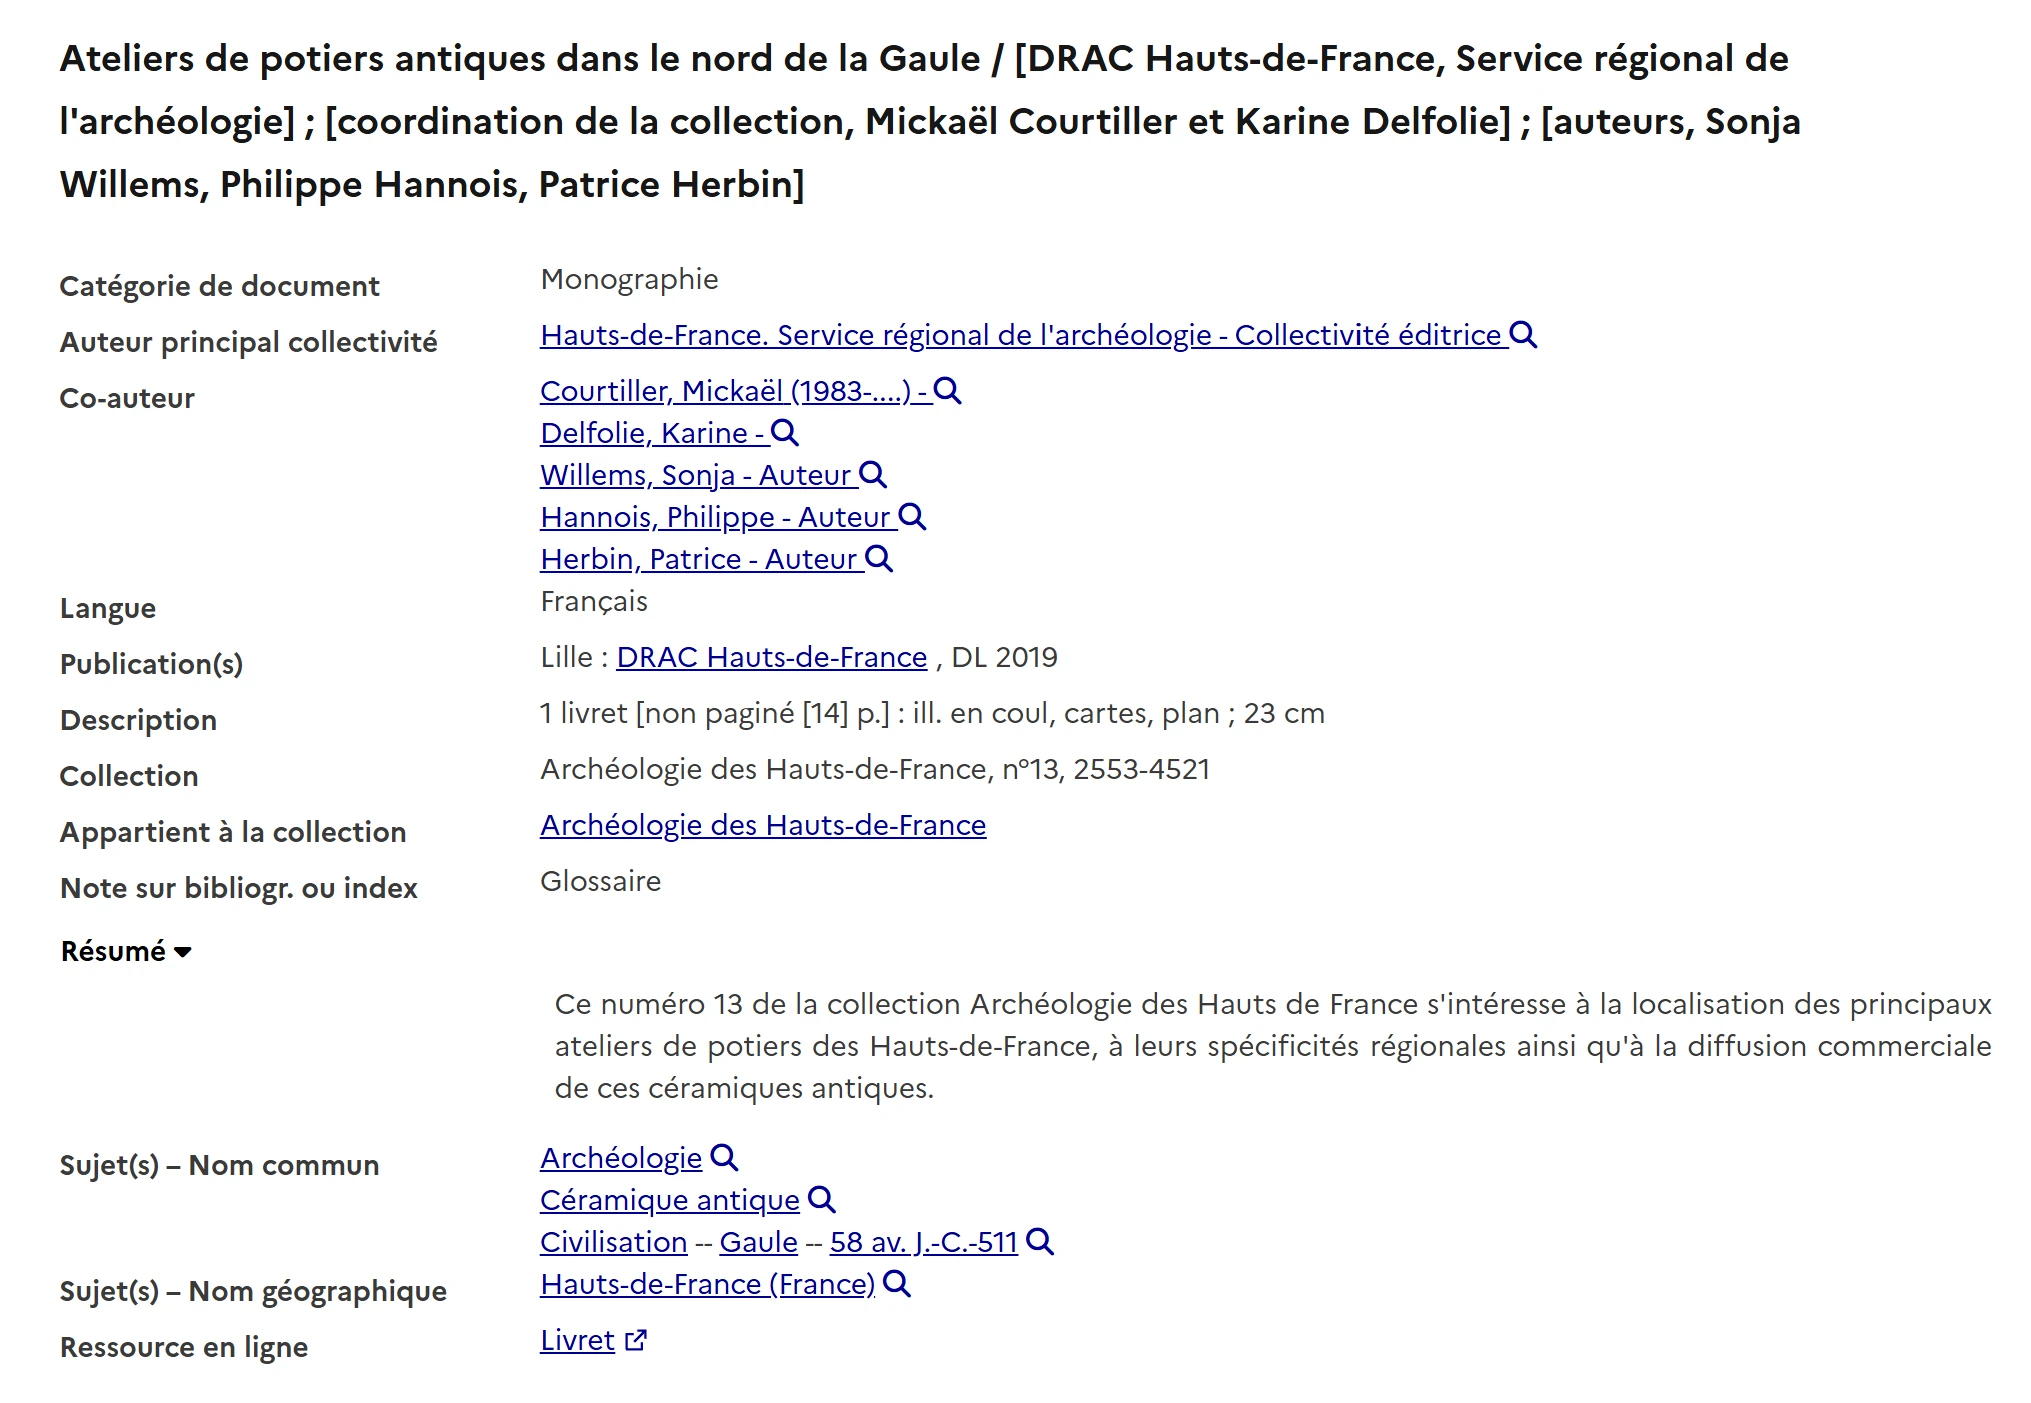 Ateliers de potiers antiques dans le nord de la Gaule / [DRAC Hauts-de-France, Service régional de
l'archéologie] ; [coordination de la collection, Mickaël Courtiller et Karine Delfolie] ; [auteurs, Sonja
Willems, Philippe Hannois, Patrice Herbin]
Catégorie de document Monographie
Auteur principal collectivité Hauts-de-France. Service régional de l'archéologie - Collectivité éditrice
Co-auteur Courtiller, Mickaël (1983-....) -
Delfolie, Karine -
Willems, Sonja - Auteur
Hannois, Philippe - Auteur
Herbin, Patrice - Auteur
Langue Français
Publication(s) Lille : DRAC Hauts-de-France , DL 2019
Description 1 livret [non paginé [14] p.] : ill. en coul, cartes, plan ; 23 cm
Collection Archéologie des Hauts-de-France, n°13, 2553-4521
Appartient à la collection Archéologie des Hauts-de-France
Note sur bibliogr. ou index Glossaire
Résumé
Ce numéro 13 de la collection Archéologie des Hauts de France s'intéresse à la localisation des principaux
ateliers de potiers des Hauts-de-France, à leurs spécificités régionales ainsi qu'à la diffusion commerciale
de ces céramiques antiques.
Sujet(s) – Nom commun Archéologie
Céramique antique
Civilisation -- Gaule -- 58 av. J.-C.-511
Sujet(s) – Nom géographique Hauts-de-France (France)
Ressource en ligne Livret